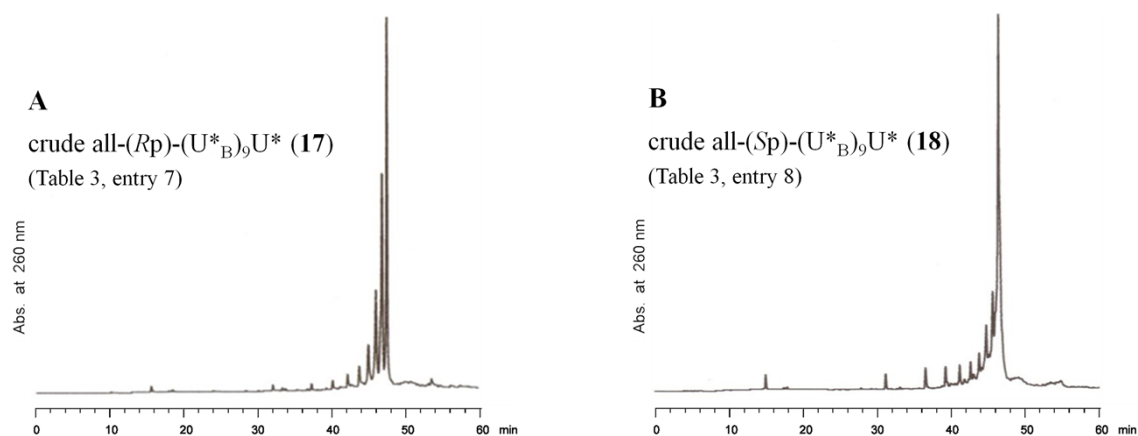 A
crude all-(Rp)-(U*B)9U* (17)
(Table 3, entry 7)
Abs. at 260 nm
0 10 20 30 40 50 60 min
B
crude all-(Sp)-(U*B)9U* (18)
(Table 3, entry 8)
Abs. at 260 nm
0 10 20 30 40 50 60 min